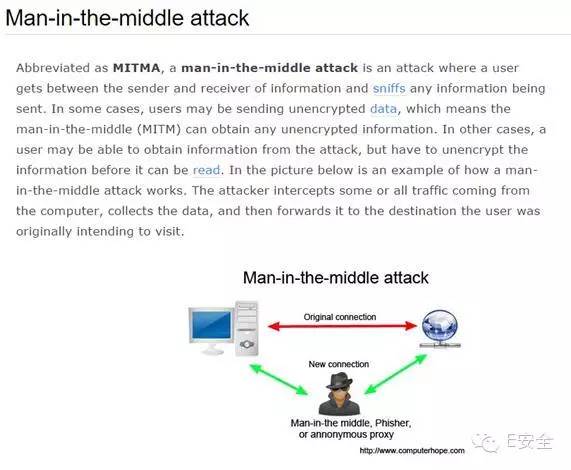 Man-in-the-middle attack
Abbreviated as MITMA, a man-in-the-middle attack is an attack where a user
gets between the sender and receiver of information and sniffs any information being
sent. In some cases, users may be sending unencrypted data, which means the
man-in-the-middle (MITM) can obtain any unencrypted information. In other cases, a
user may be able to obtain information from the attack, but have to unencrypt the
information before it can be read. In the picture below is an example of how a man-
in-the-middle attack works. The attacker intercepts some or all traffic coming from
the computer, collects the data, and then forwards it to the destination the user was
originally intending to visit.
Man-in-the-middle attack
Original connection
New connection
Man-in-the middle, Phisher,
or annonymous proxy
http://www.computerhope.com
E安全